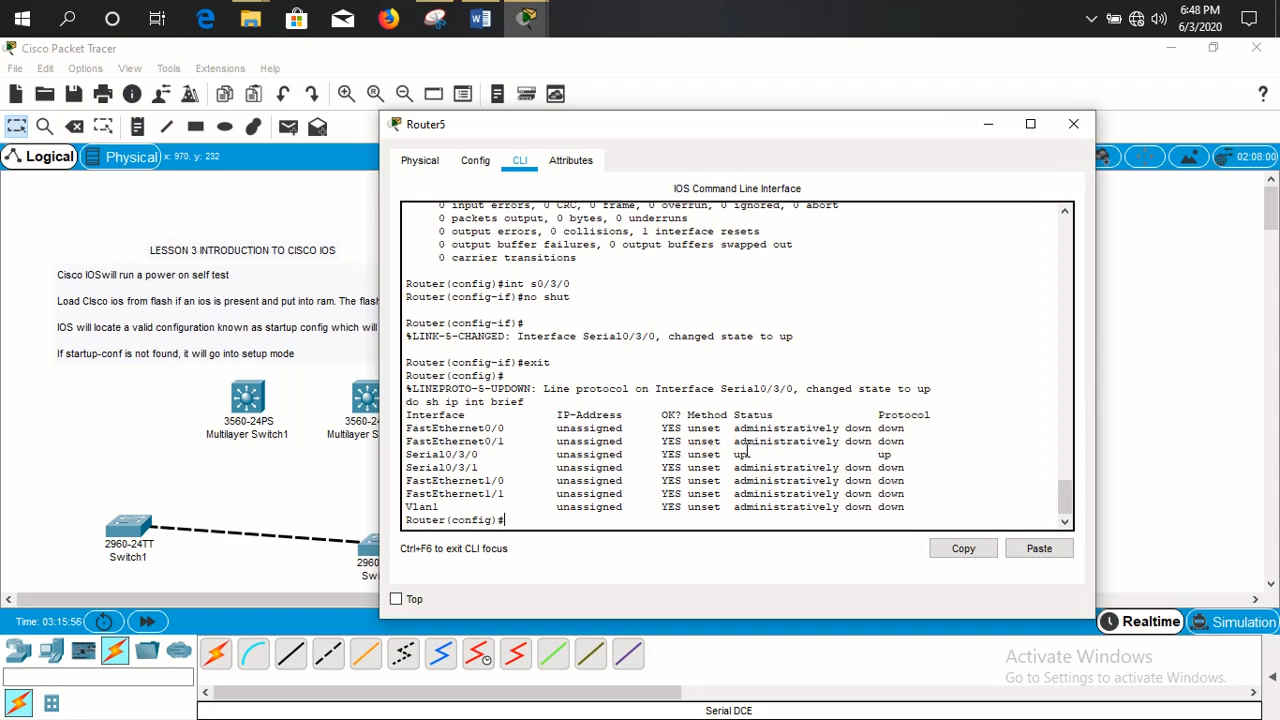 6:48 PM
6/3/2020
Cisco Packet Tracer
File Edit Options View Tools Extensions Help
Logical Physical x: 970, y: 232
02:08:00
Router5
Physical Config CLI Attributes
IOS Command Line Interface
0 input errors, 0 CRC, 0 frame, 0 overrun, 0 ignored, 0 abort
0 packets output, 0 bytes, 0 underruns
0 output errors, 0 collisions, 1 interface resets
0 output buffer failures, 0 output buffers swapped out
0 carrier transitions
Router(config)#int s0/3/0
Router(config-if)#no shut
Router(config-if)#
%LINK-5-CHANGED: Interface Serial0/3/0, changed state to up
Router(config-if)#exit
Router(config)#
%LINEPROTO-5-UPDOWN: Line protocol on Interface Serial0/3/0, changed state to up
do sh ip int brief
Interface IP-Address OK? Method Status Protocol
FastEthernet0/0 unassigned YES unset administratively down down
FastEthernet0/1 unassigned YES unset administratively down down
Serial0/3/0 unassigned YES unset up up
Serial0/3/1 unassigned YES unset administratively down down
FastEthernet1/0 unassigned YES unset administratively down down
FastEthernet1/1 unassigned YES unset administratively down down
Vlan1 unassigned YES unset administratively down down
Router(config)#
Ctrl+F6 to exit CLI focus
Copy Paste
Top
LESSON 3 INTRODUCTION TO CISCO IOS
Cisco IOSwill run a power on self test
Load CIsco ios from flash if an ios is present and put into ram. The flash
IOS will locate a valid configuration known as startup config which will
If startup-conf is not found, it will go into setup mode
3560-24PS
Multilayer Switch1
3560-24
Multilayer S
2960-24TT
Switch1
2960
Swi
Time: 03:15:56
Realtime Simulation
Activate Windows
Go to Settings to activate Windows.
Serial DCE